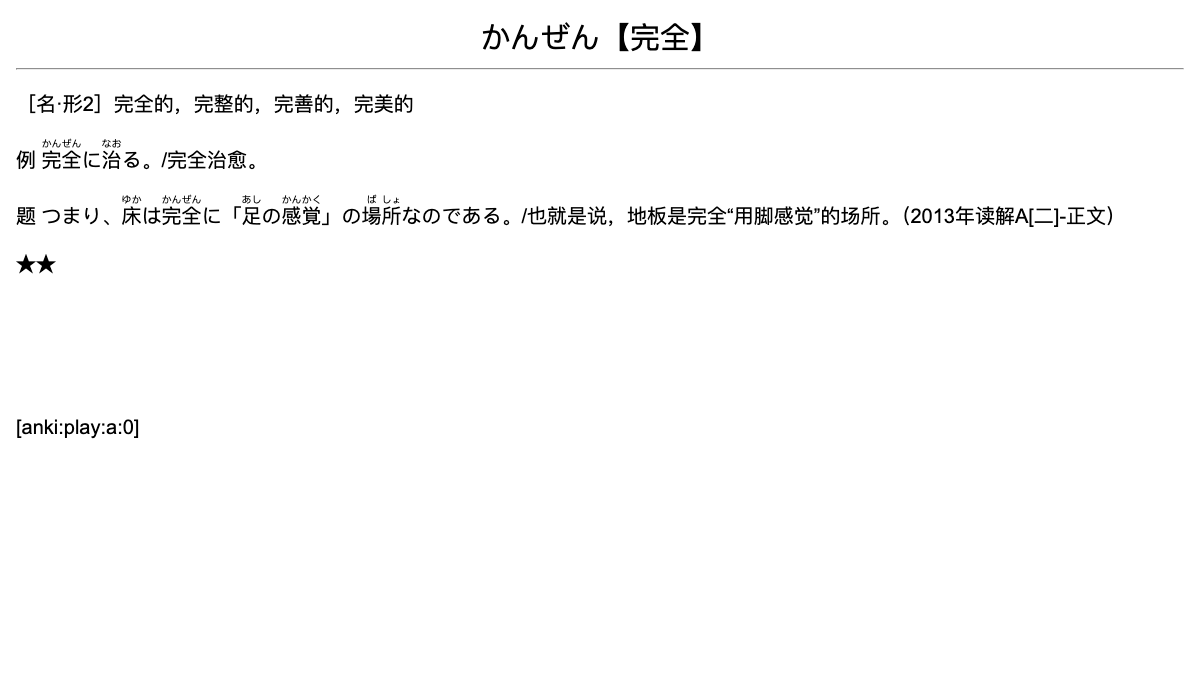 かんぜん【完全】
［名·形2］完全的，完整的，完善的，完美的
かんぜん なお
例 完全に治る。/完全治愈。
ゆか かんぜん あし かんかく ば しょ
题 つまり、床は完全に「足の感覚」の場所なのである。/也就是说，地板是完全“用脚感觉”的场所。（2013年读解A[二]-正文）
★★
[anki:play:a:0]